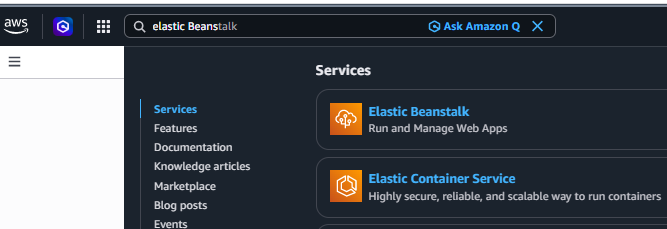 aws
elastic Beanstalk
Ask Amazon Q
Services
Services
Features
Documentation
Knowledge articles
Marketplace
Blog posts
Events
Elastic Beanstalk
Run and Manage Web Apps
Elastic Container Service
Highly secure, reliable, and scalable way to run containers